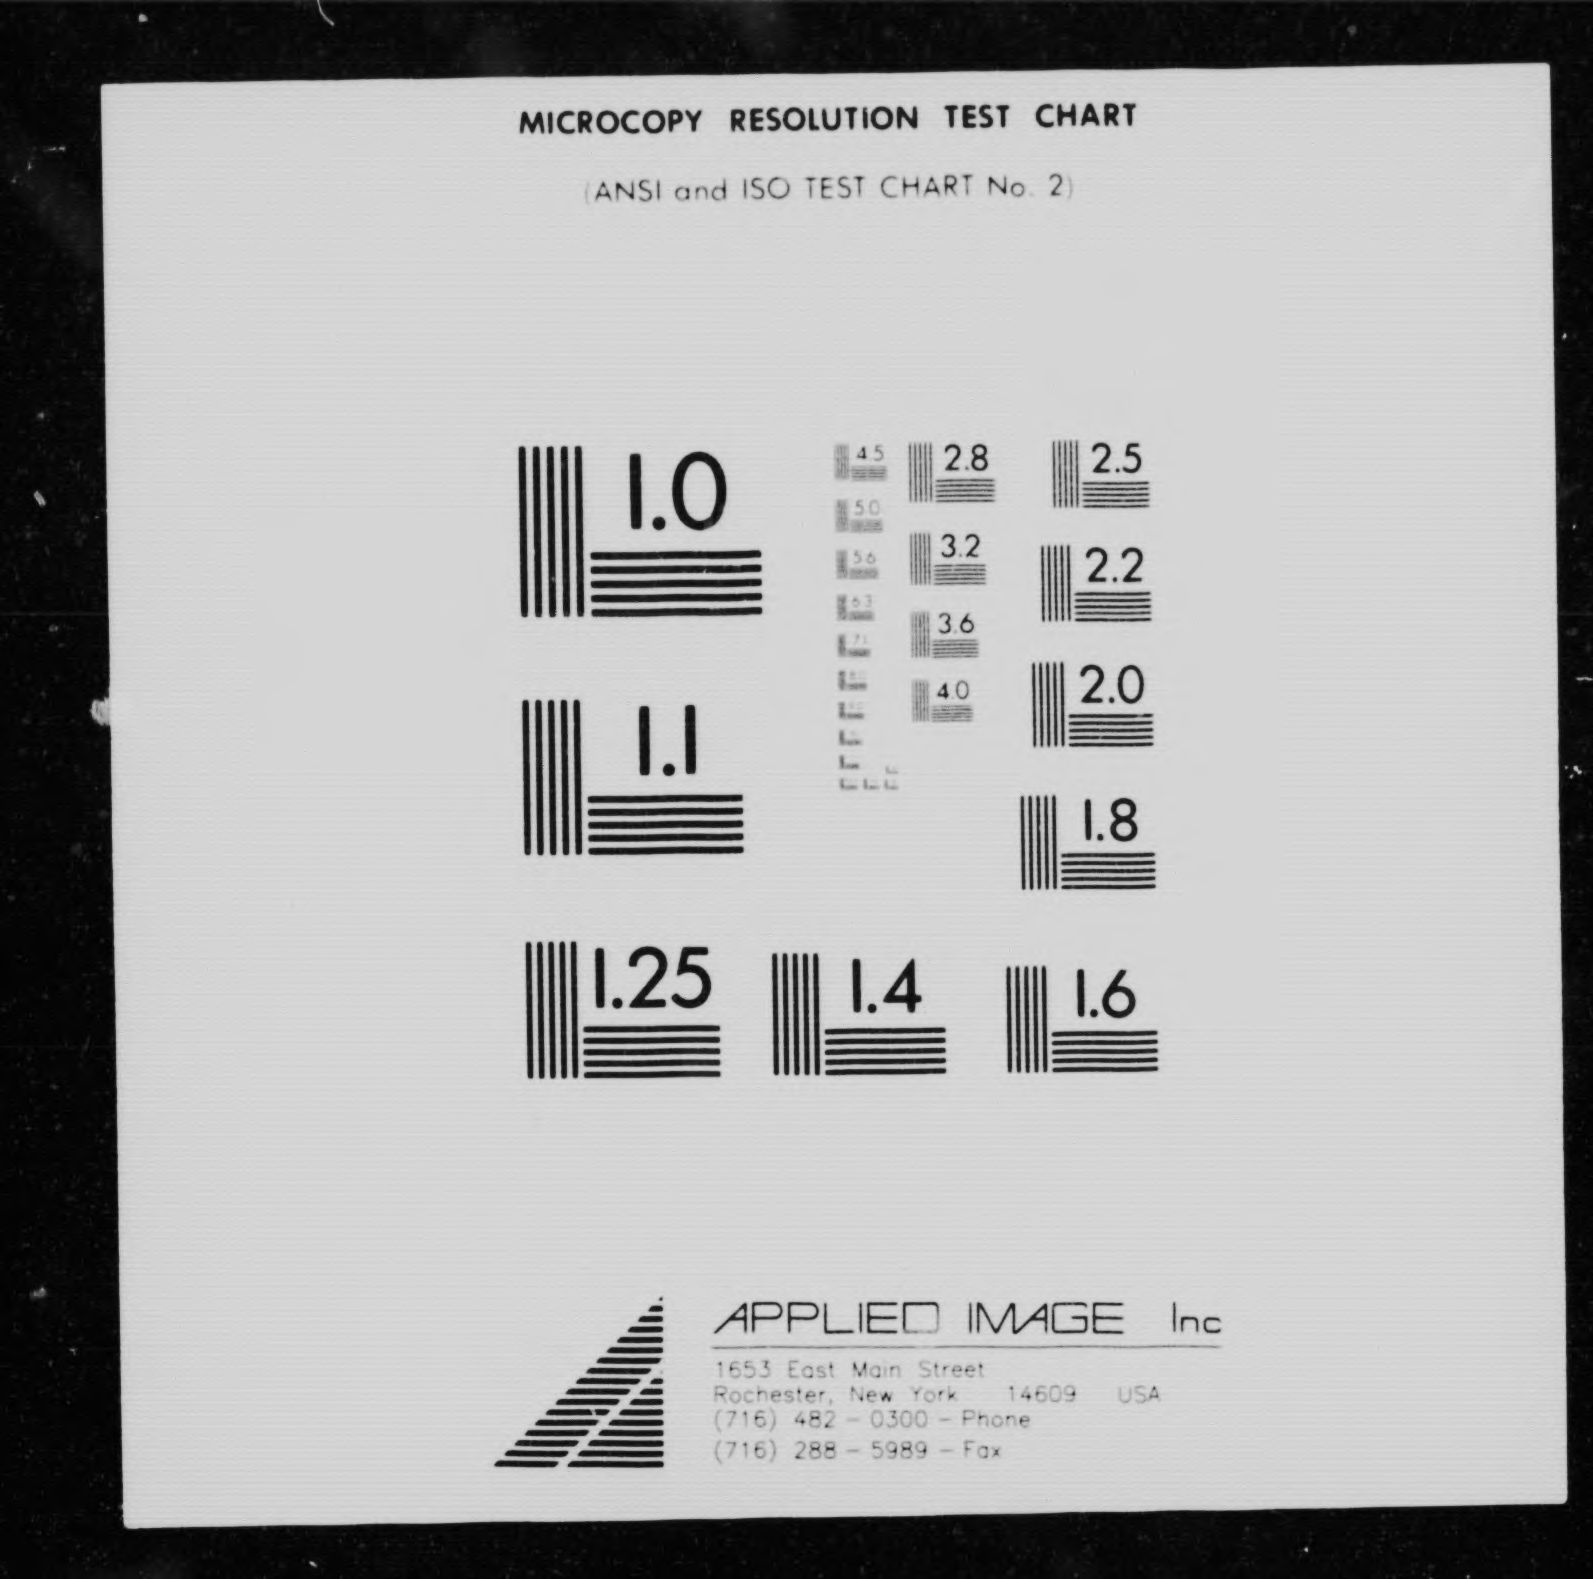 MICROCOPY RESOLUTION TEST CHART
(ANSI and ISO TEST CHART No. 2)
1.0
1.1
1.25
1.4
1.6
1.8
2.0
2.2
2.5
2.8
3.2
3.6
4.0
4.5
5.0
5.6
6.3
7.1
APPLIED IMAGE Inc
1653 East Main Street
Rochester, New York 14609 USA
(716) 482 - 0300 - Phone
(716) 288 - 5989 - Fax